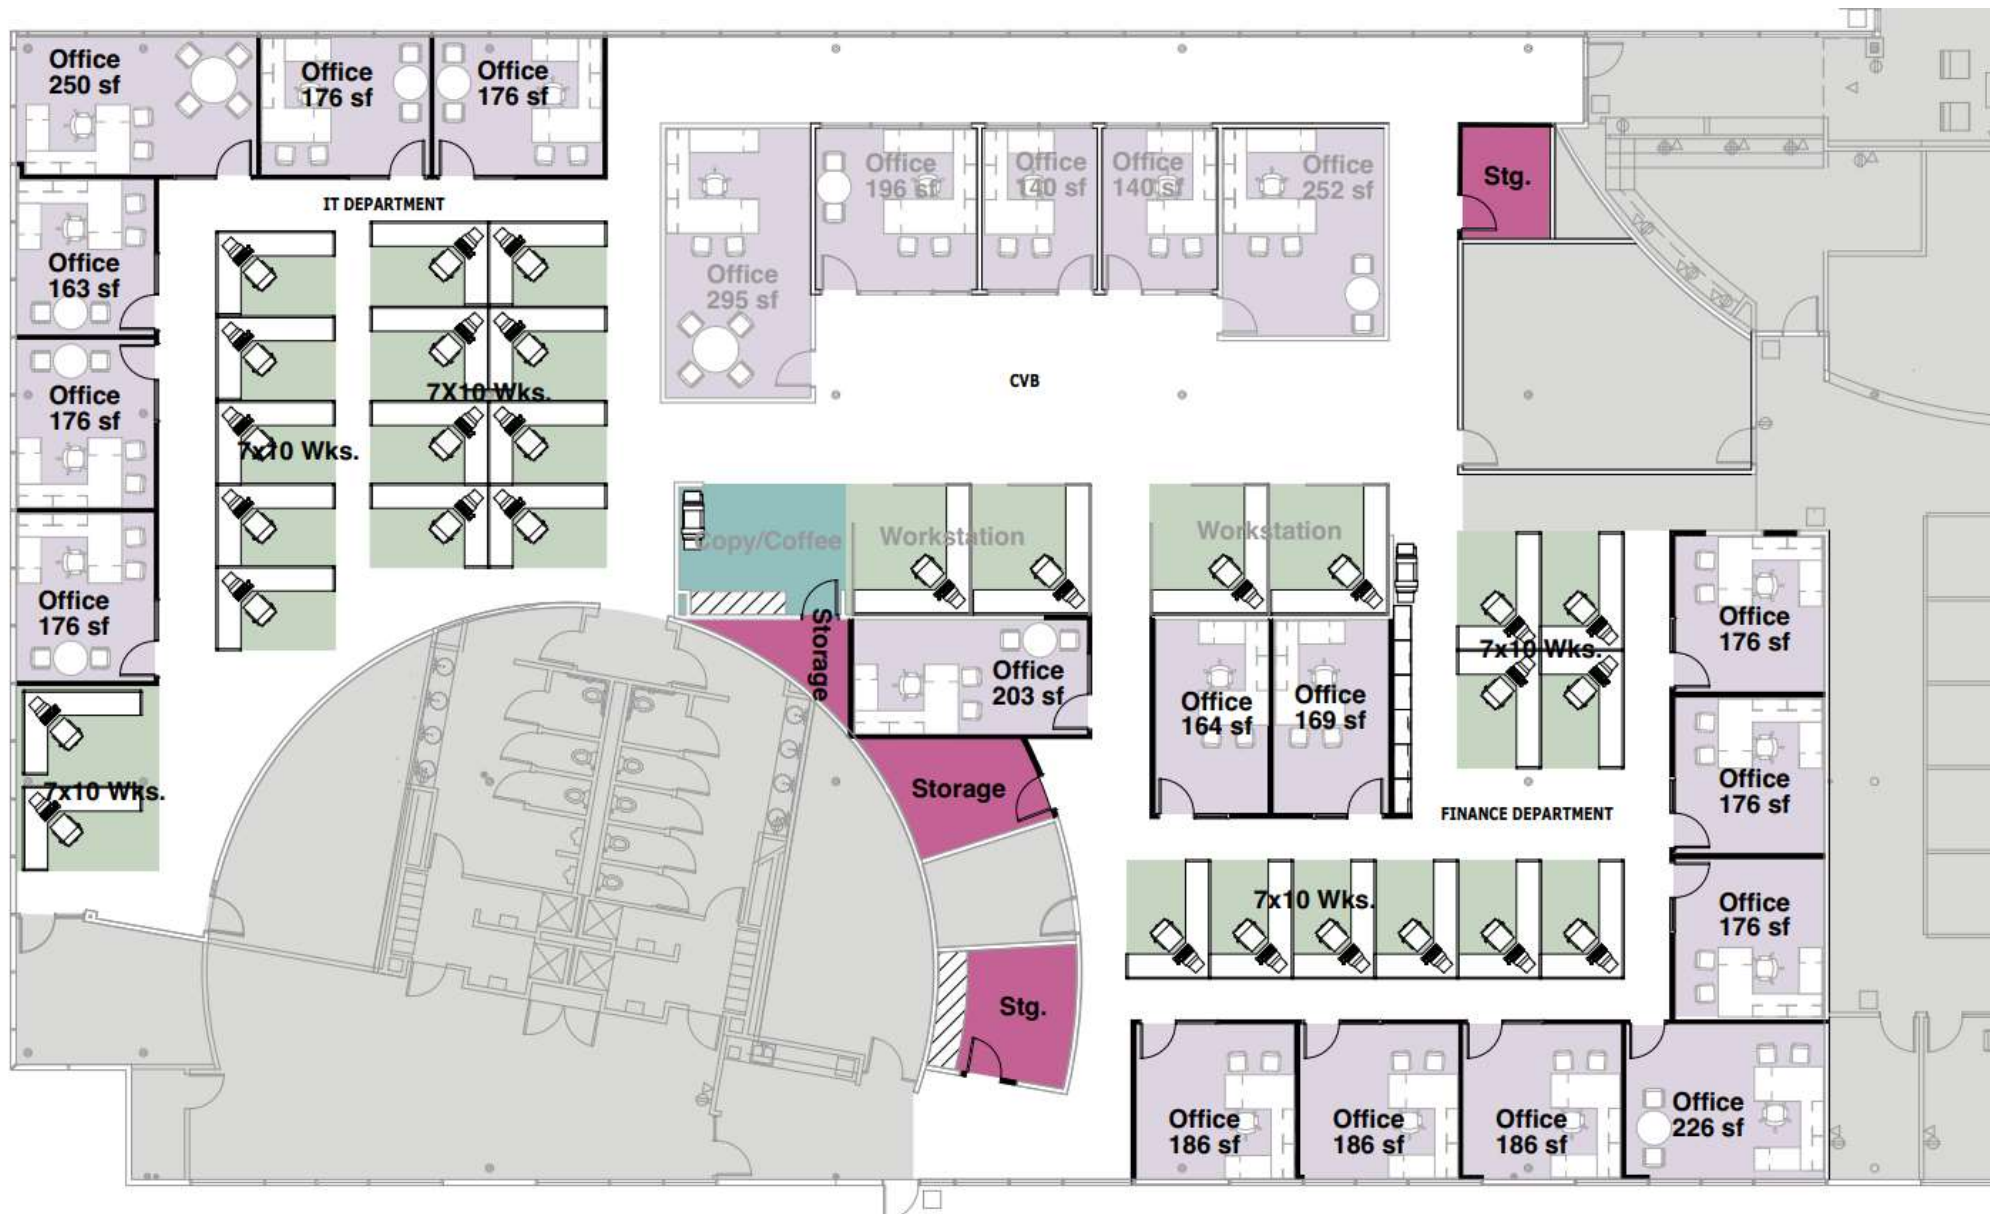 Office
250 sf
Office
176 sf
Office
176 sf
IT DEPARTMENT
Office
163 sf
Office
176 sf
Office
176 sf
7x10 Wks.
7X10 Wks.
7x10 Wks.
Office
295 sf
Office
196 sf
Office
140 sf
Office
140 sf
Office
252 sf
CVB
Stg.
Copy/Coffee
Workstation
Workstation
Storage
Office
203 sf
Storage
Stg.
Office
164 sf
Office
169 sf
7x10 Wks.
FINANCE DEPARTMENT
7x10 Wks.
Office
176 sf
Office
176 sf
Office
176 sf
Office
186 sf
Office
186 sf
Office
186 sf
Office
226 sf